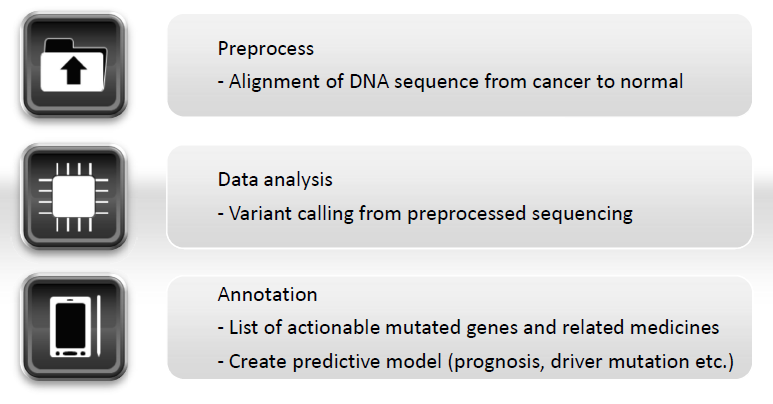 Preprocess
- Alignment of DNA sequence from cancer to normal
Data analysis
- Variant calling from preprocessed sequencing
Annotation
- List of actionable mutated genes and related medicines
- Create predictive model (prognosis, driver mutation etc.)